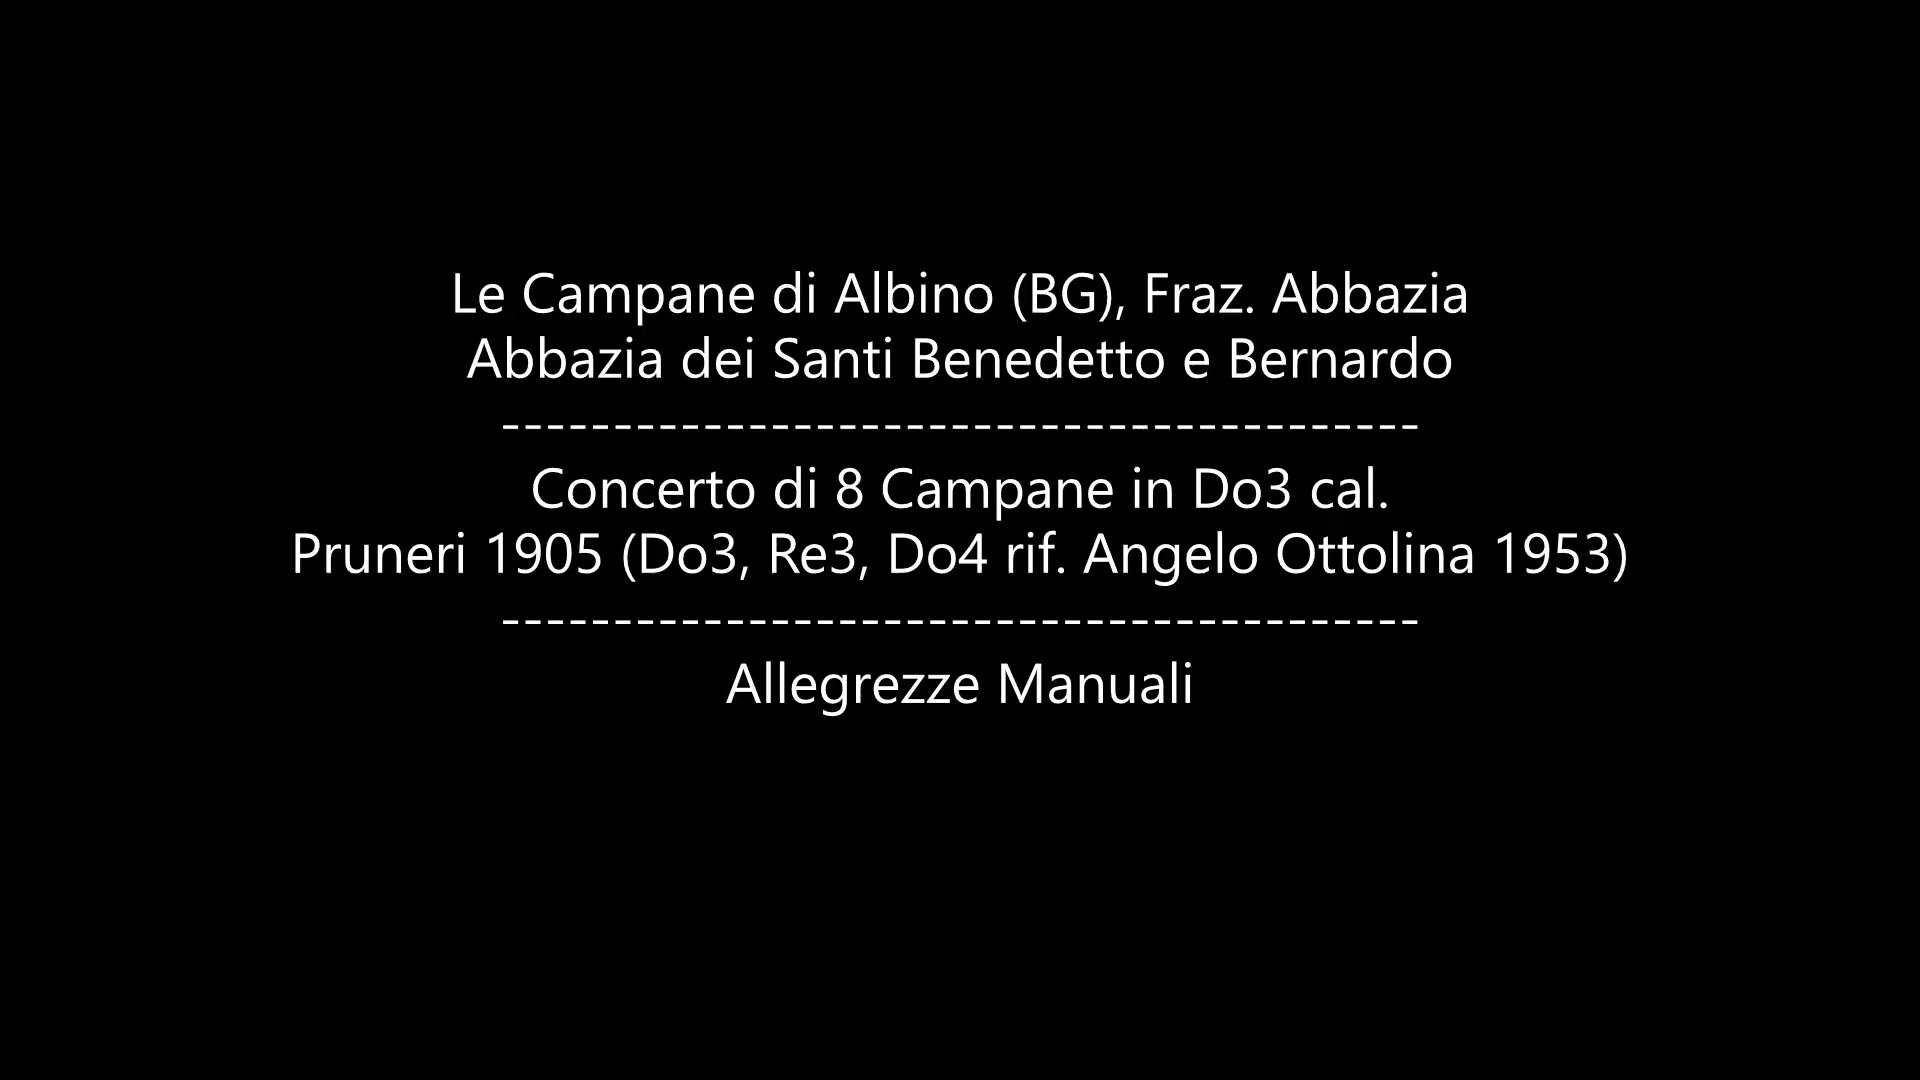 Le Campane di Albino (BG), Fraz. Abbazia
Abbazia dei Santi Benedetto e Bernardo
-----------------------------------------
Concerto di 8 Campane in Do3 cal.
Pruneri 1905 (Do3, Re3, Do4 rif. Angelo Ottolina 1953)
-----------------------------------------
Allegrezze Manuali